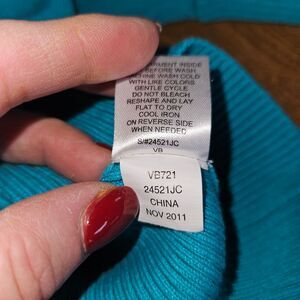 GARMENT INSIDE
BEFORE WASH
MACHINE WASH COLD
WITH LIKE COLORS
GENTLE CYCLE
DO NOT BLEACH
RESHAPE AND LAY
FLAT TO DRY
COOL IRON
ON REVERSE SIDE
WHEN NEEDED
S/#24521JC
VB
VB721
24521JC
CHINA
NOV 2011